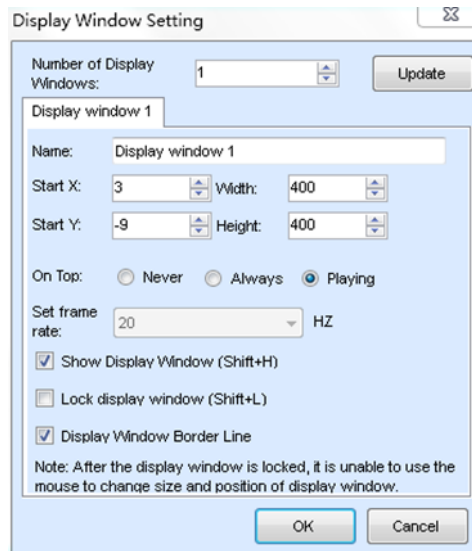 Display Window Setting
Number of Display Windows: 1 Update
Display window 1
Name: Display window 1
Start X: 3 Width: 400
Start Y: -9 Height: 400
On Top: Never Always Playing
Set frame rate: 20 HZ
Show Display Window (Shift+H)
Lock display window (Shift+L)
Display Window Border Line
Note: After the display window is locked, it is unable to use the
mouse to change size and position of display window.
OK Cancel